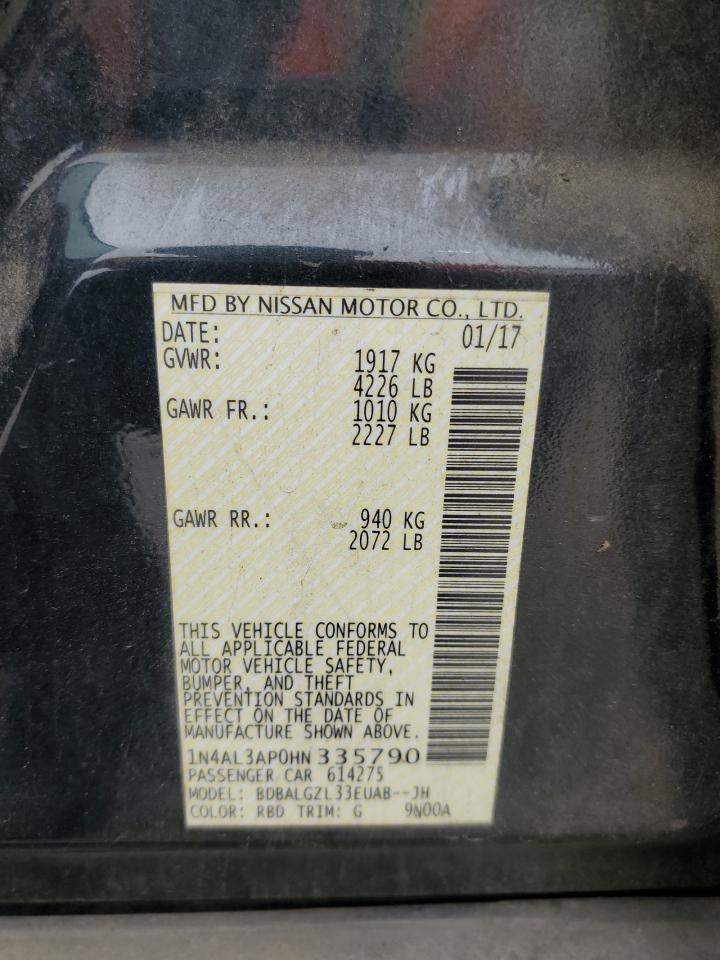 MFD BY NISSAN MOTOR CO., LTD.
DATE: 01/17
GVWR: 1917 KG
4226 LB
GAWR FR.: 1010 KG
2227 LB
GAWR RR.: 940 KG
2072 LB
THIS VEHICLE CONFORMS TO
ALL APPLICABLE FEDERAL
MOTOR VEHICLE SAFETY,
BUMPER, AND THEFT
PREVENTION STANDARDS IN
EFFECT ON THE DATE OF
MANUFACTURE SHOWN ABOVE.
1N4AL3AP0HN335790
PASSENGER CAR 614275
MODEL: BDBALGZL33EUAB--JH
COLOR: RBD TRIM: G 9N00A